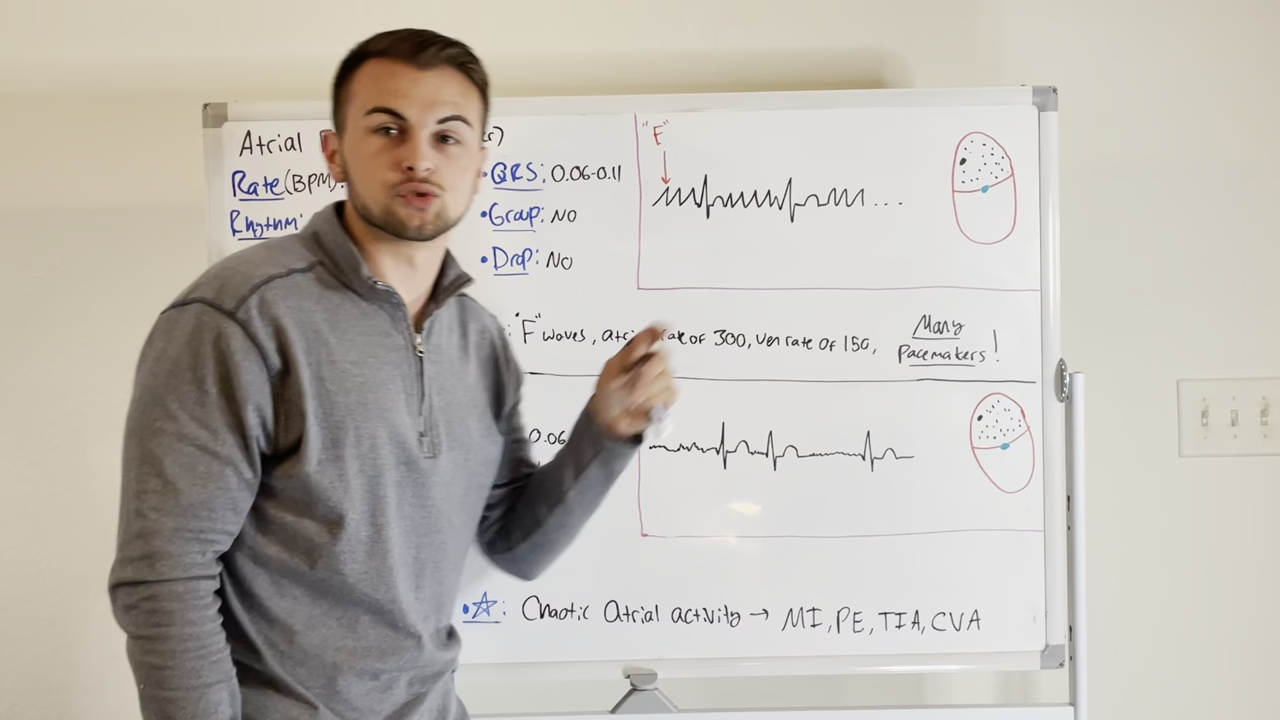 Atrial
Rate(BPM):
Rhythm:
• QRS: 0.06-0.11
• Group: NO
• Drop: NO
"F"
...
: "F" waves, rate of 300, ven rate of 150,
Many
Pacemakers!
0.06
• ☆: Chaotic Atrial activity → MI, PE, TIA, CVA